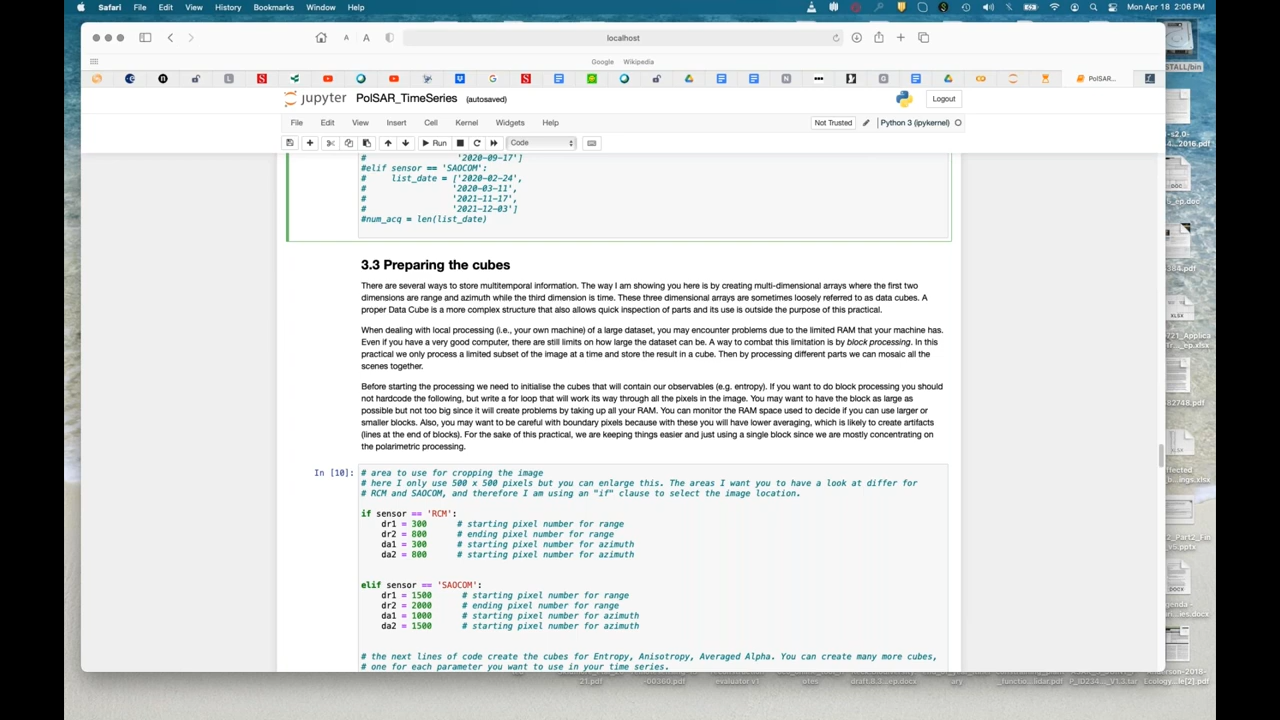 Safari File Edit View History Bookmarks Window Help Mon Apr 18 2:06 PM
localhost
Google Wikipedia
PolSAR...
jupyter PolSAR_TimeSeries (autosaved) Logout
File Edit View Insert Cell Kernel Widgets Help Not Trusted Python 3 (ipykernel)
Run Code
# '2020-09-17']
#elif sensor == 'SAOCOM':
# list_date = ['2020-02-24',
# '2020-03-11',
# '2021-11-17',
# '2021-12-03']
#num_acq = len(list_date)
3.3 Preparing the cubes
There are several ways to store multitemporal information. The way I am showing you here is by creating multi-dimensional arrays where the first two
dimensions are range and azimuth while the third dimension is time. These three dimensional arrays are sometimes loosely referred to as data cubes. A
proper Data Cube is a more complex structure that also allows quick inspection of parts and its use is outside the purpose of this practical.
When dealing with local processing (i.e., your own machine) of a large dataset, you may encounter problems due to the limited RAM that your machine has.
Even if you have a very good computer, there are still limits on how large the dataset can be. A way to combat this limitation is by block processing. In this
practical we only process a limited subset of the image at a time and store the result in a cube. Then by processing different parts we can mosaic all the
scenes together.
Before starting the processing we need to initialise the cubes that will contain our observables (e.g. entropy). If you want to do block processing you should
not hardcode the following, but write a for loop that will work its way through all the pixels in the image. You may want to have the block as large as
possible but not too big since it will create problems by taking up all your RAM. You can monitor the RAM space used to decide if you can use larger or
smaller blocks. Also, you may want to be careful with boundary pixels because with these you will have lower averaging, which is likely to create artifacts
(lines at the end of blocks). For the sake of this practical, we are keeping things easier and just using a single block since we are mostly concentrating on
the polarimetric processing.
In [10]: # area to use for cropping the image
# here I only use 500 x 500 pixels but you can enlarge this. The areas I want you to have a look at differ for
# RCM and SAOCOM, and therefore I am using an "if" clause to select the image location.
if sensor == 'RCM':
dr1 = 300 # starting pixel number for range
dr2 = 800 # ending pixel number for range
da1 = 300 # starting pixel number for azimuth
da2 = 800 # starting pixel number for azimuth
elif sensor == 'SAOCOM':
dr1 = 1500 # starting pixel number for range
dr2 = 2000 # ending pixel number for range
da1 = 1000 # starting pixel number for azimuth
da2 = 1500 # starting pixel number for azimuth
# the next lines of code create the cubes for Entropy, Anisotropy, Averaged Alpha. You can create many more cubes,
# one for each parameter you want to use in your time series.